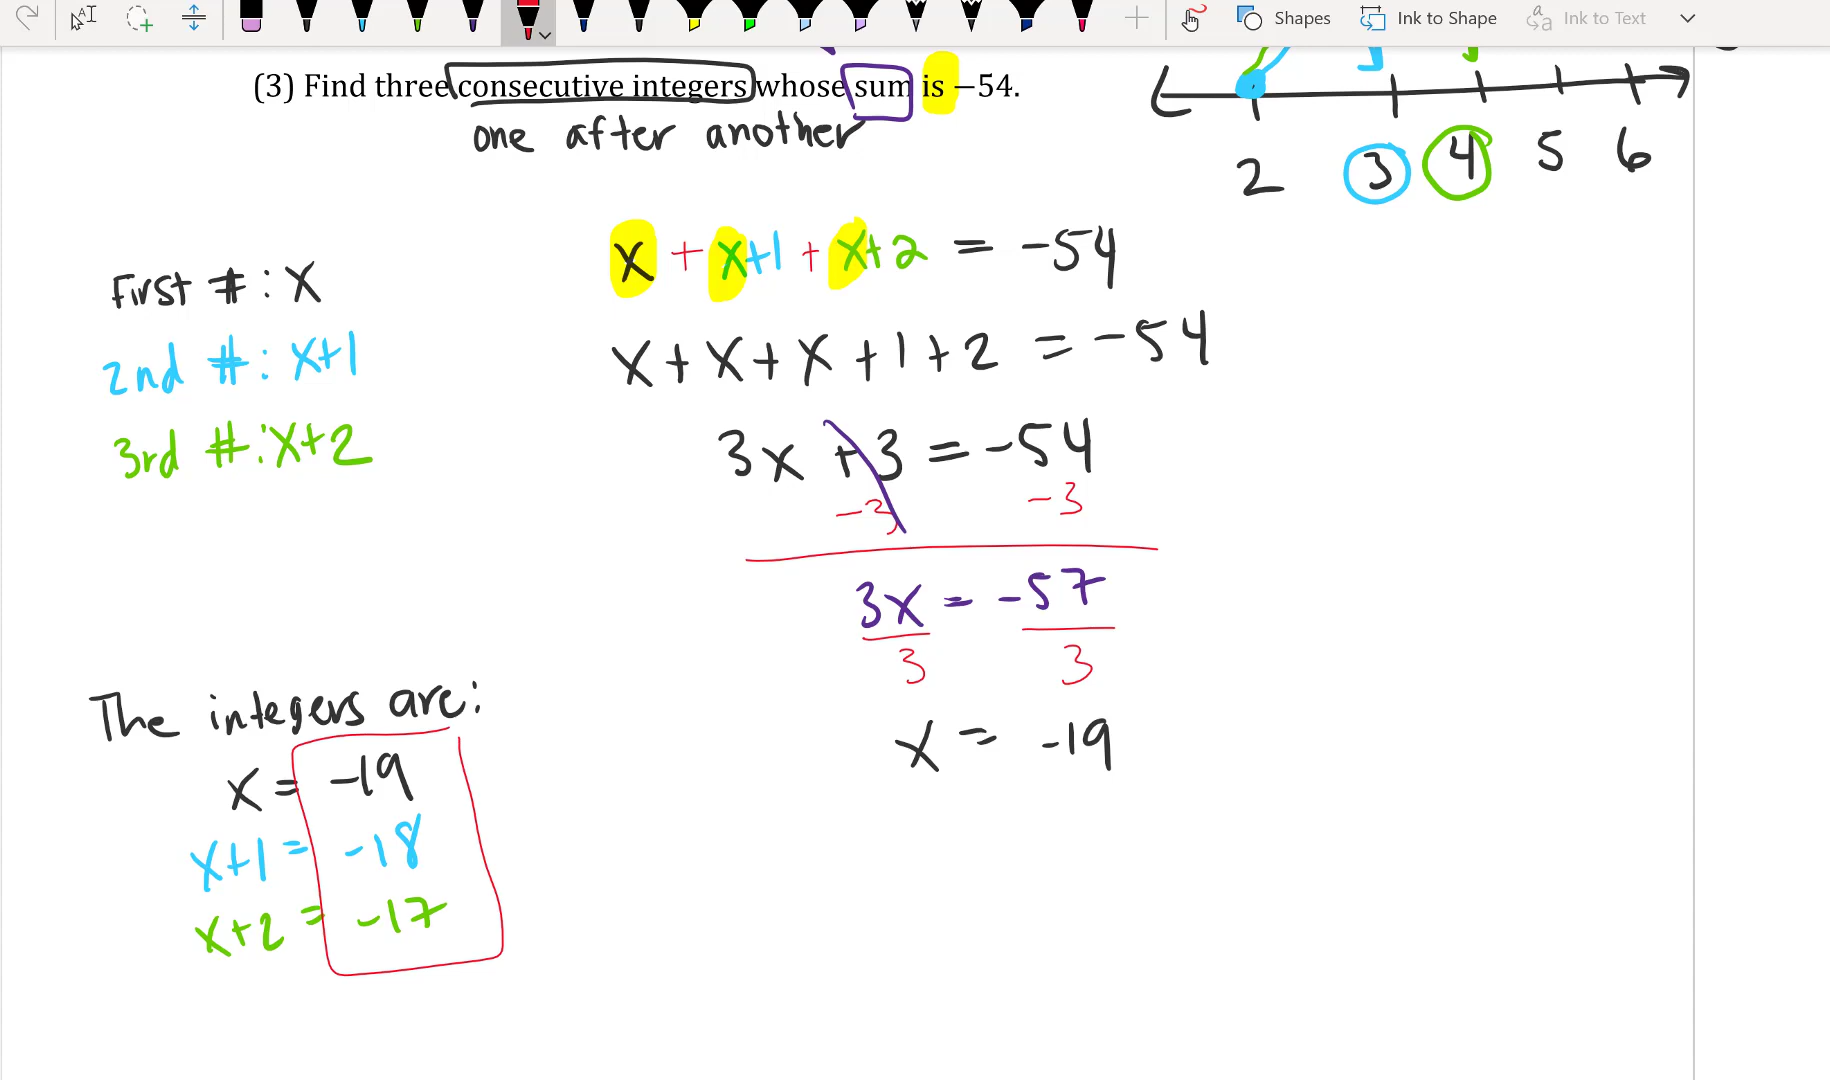 Shapes Ink to Shape Ink to Text
(3) Find three consecutive integers whose sum is −54.
one after another
2 3 4 5 6
x + x+1 + x+2 = -54
First #: x
x + x + x + 1 + 2 = -54
2nd #: x+1
3rd #: x+2
3x + 3 = -54
-3 -3
3x = -57
3 3
x = -19
The integers are:
x = -19
x+1 = -18
x+2 = -17